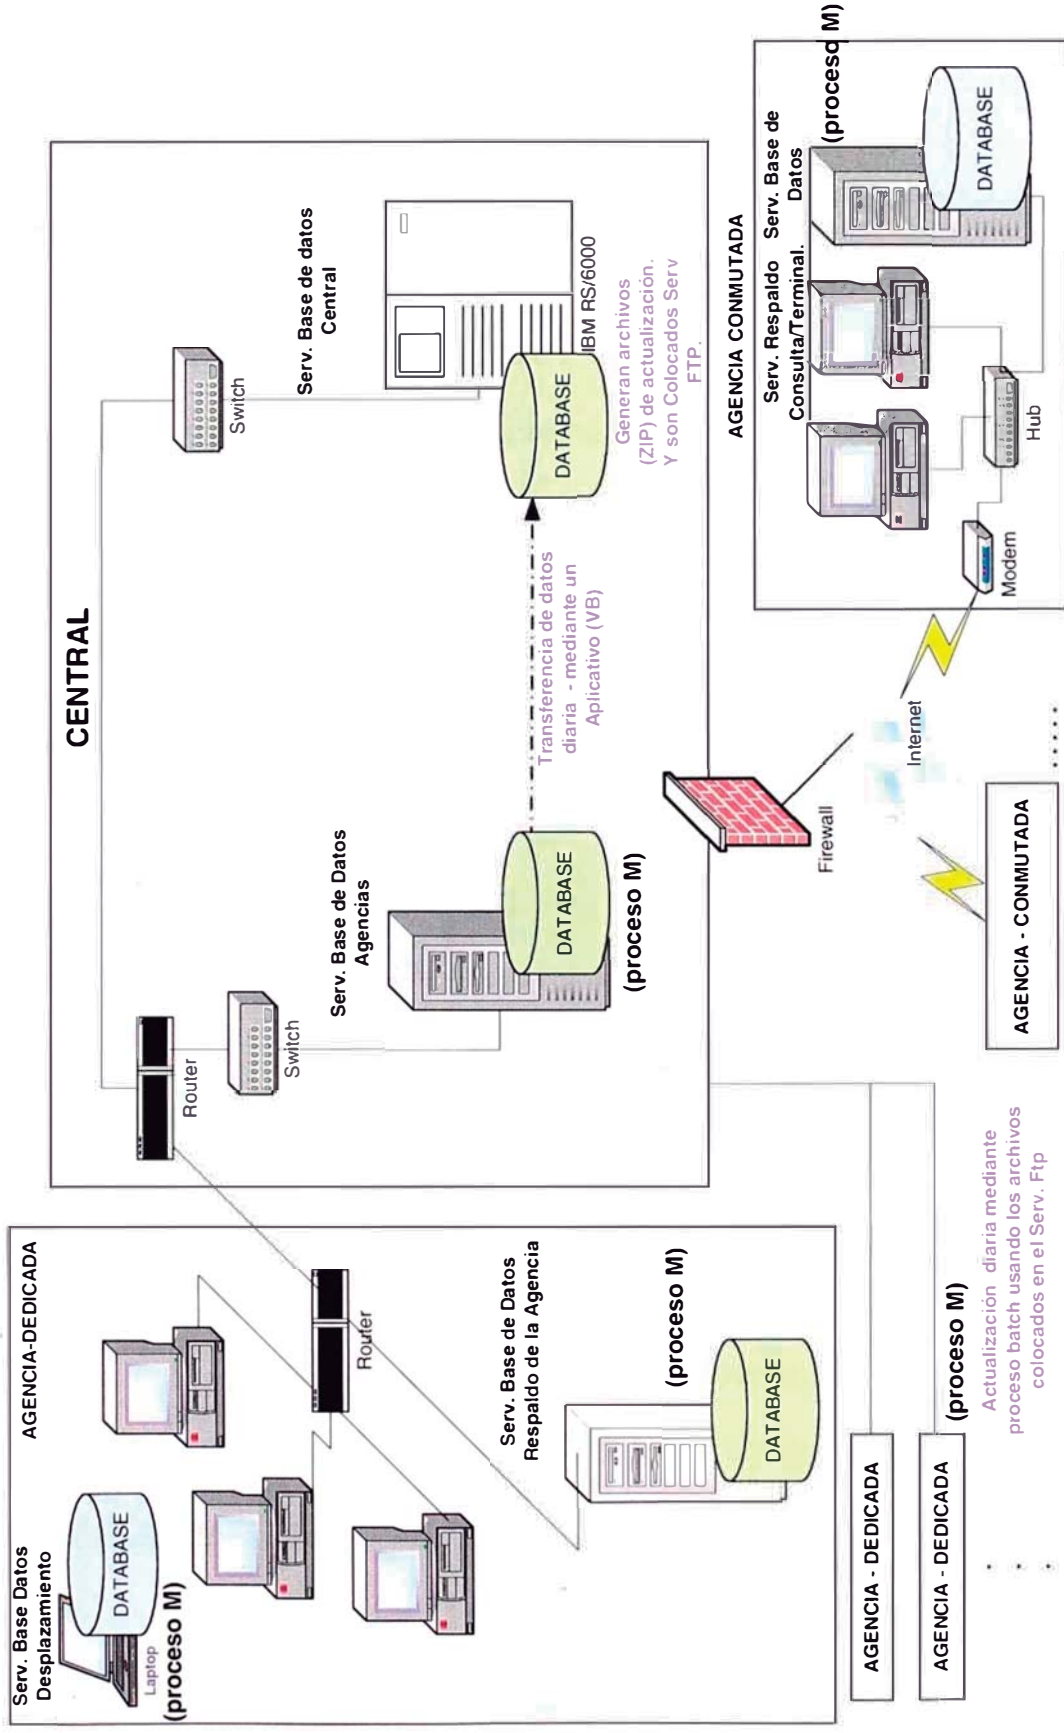 Serv. Base Datos
Desplazamiento
DATABASE
Laptop
(proceso M)
AGENCIA-DEDICADA
Router
Serv. Base de Datos
Respaldo de la Agencia
(proceso M)
DATABASE
AGENCIA - DEDICADA
AGENCIA - DEDICADA
(proceso M)
Actualización diaria mediante
proceso batch usando los archivos
colocados en el Serv. Ftp
CENTRAL
Router
Switch
Serv. Base de Datos
Agencias
DATABASE
(proceso M)
Transferencia de datos
diaria - mediante un
Aplicativo (VB)
Switch
Serv. Base de datos
Central
IBM RS/6000
DATABASE
Generan archivos
(ZIP) de actualización.
Y son Colocados Serv
FTP.
Firewall
Internet
AGENCIA - CONMUTADA
.....
AGENCIA CONMUTADA
Serv. Respaldo
Consulta/Terminal.
Serv. Base de
Datos
(proceso M)
DATABASE
Hub
Modem